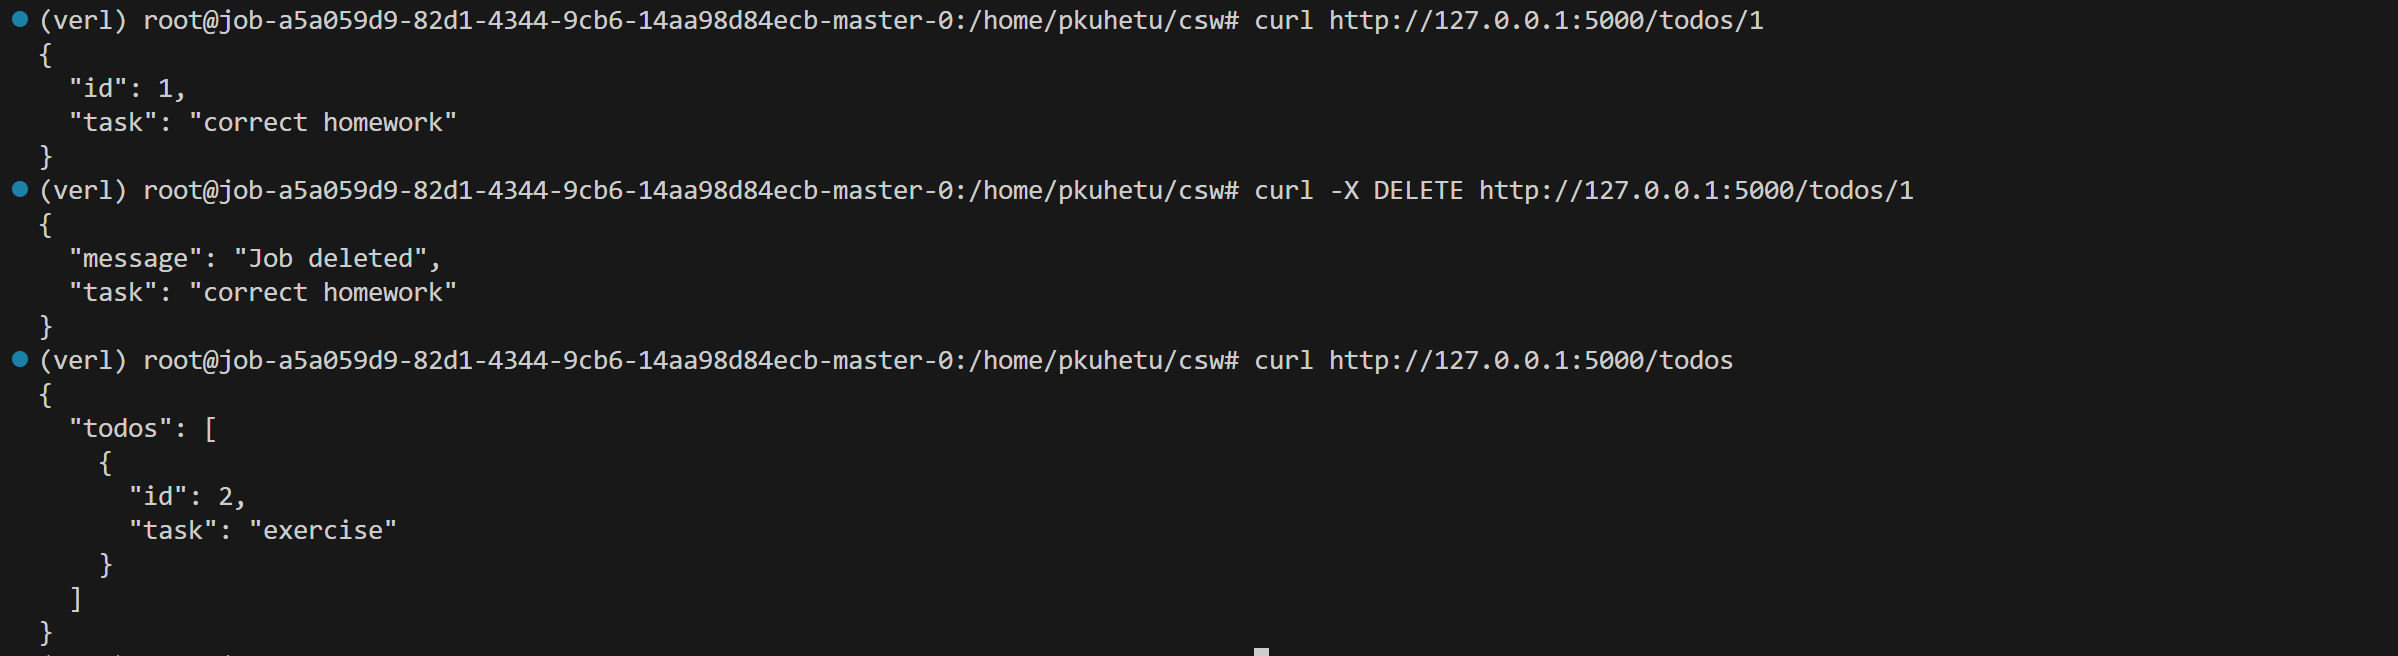 (verl) root@job-a5a059d9-82d1-4344-9cb6-14aa98d84ecb-master-0:/home/pkuhetu/csw# curl http://127.0.0.1:5000/todos/1
{
  "id": 1,
  "task": "correct homework"
}
(verl) root@job-a5a059d9-82d1-4344-9cb6-14aa98d84ecb-master-0:/home/pkuhetu/csw# curl -X DELETE http://127.0.0.1:5000/todos/1
{
  "message": "Job deleted",
  "task": "correct homework"
}
(verl) root@job-a5a059d9-82d1-4344-9cb6-14aa98d84ecb-master-0:/home/pkuhetu/csw# curl http://127.0.0.1:5000/todos
{
  "todos": [
    {
      "id": 2,
      "task": "exercise"
    }
  ]
}